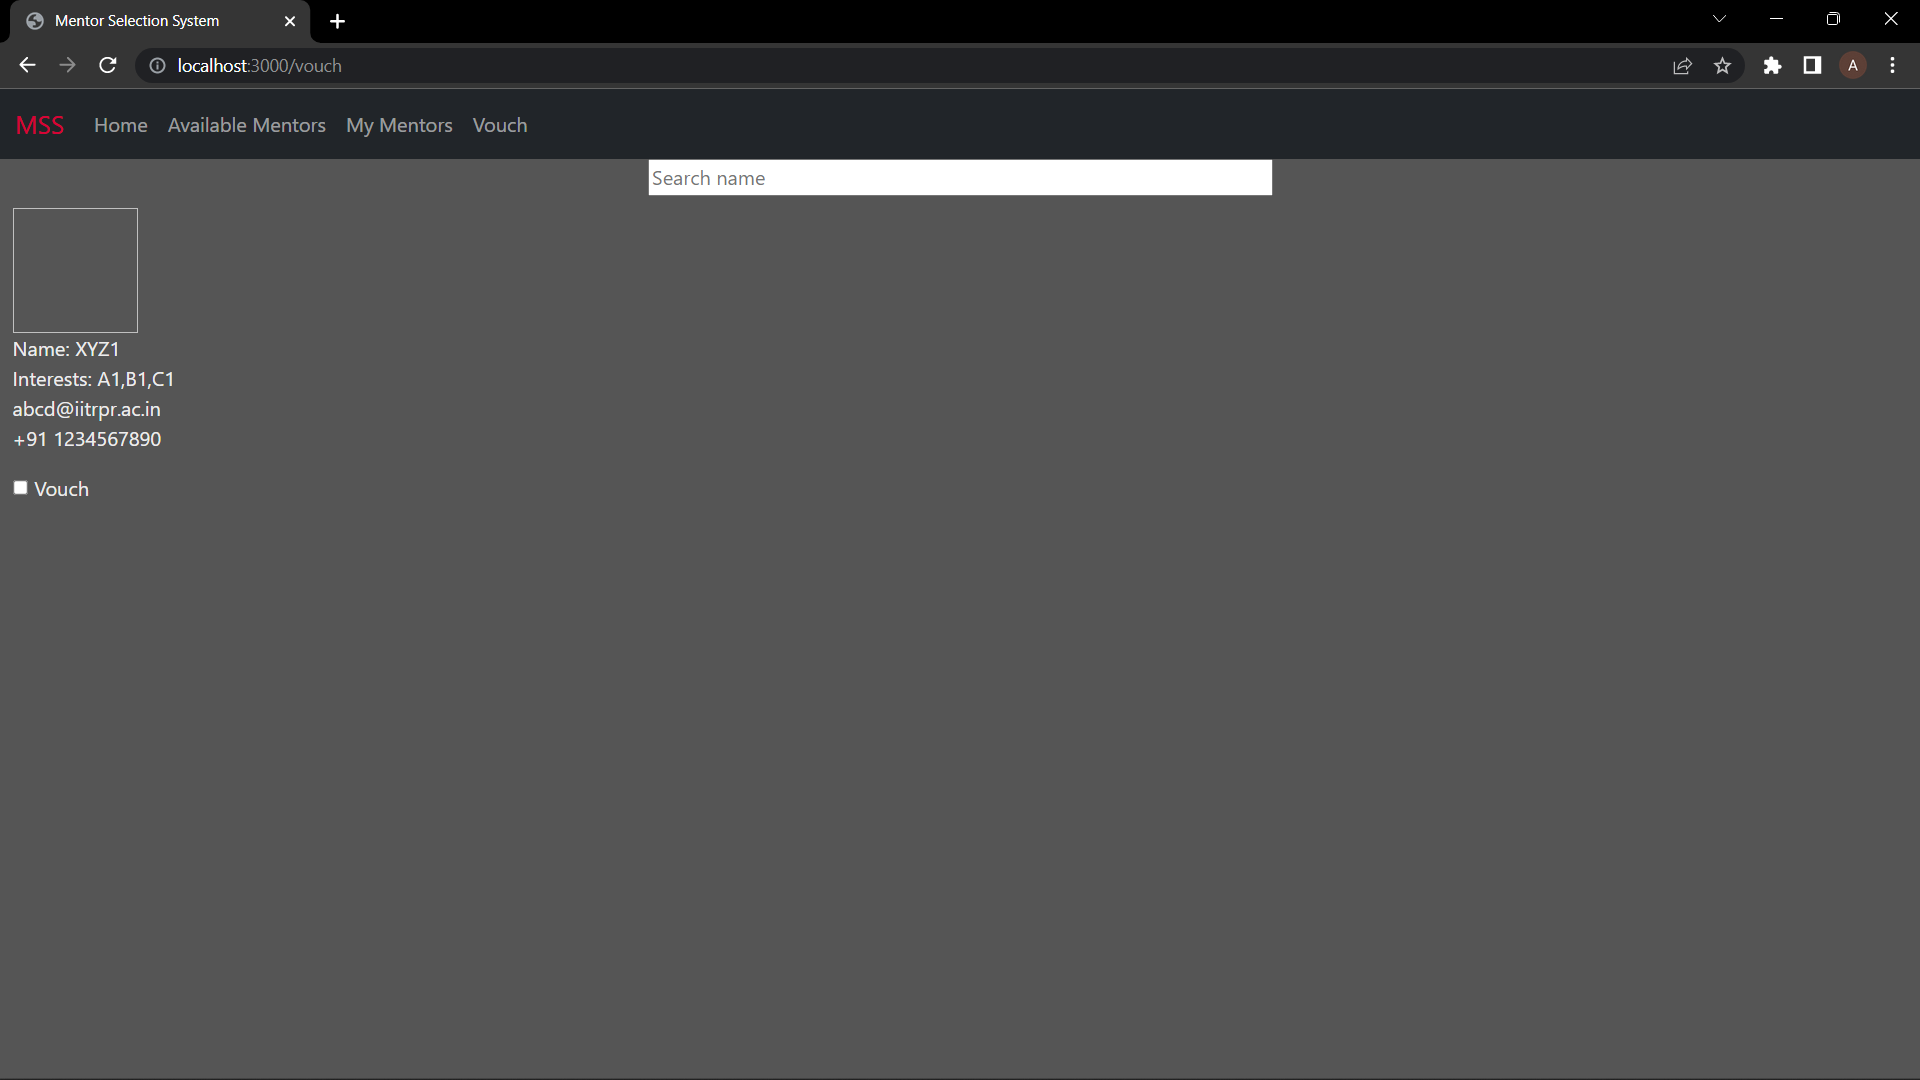 Mentor Selection System
localhost:3000/vouch
A
MSS Home Available Mentors My Mentors Vouch
Search name
Name: XYZ1
Interests: A1,B1,C1
abcd@iitrpr.ac.in
+91 1234567890
Vouch